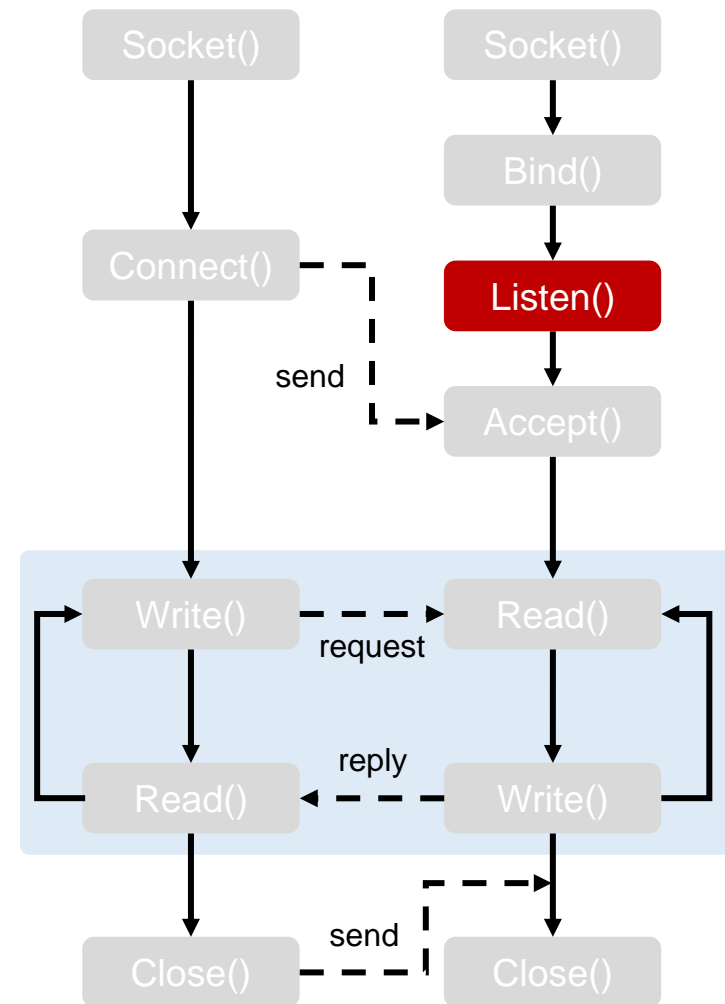 Socket()
Socket()
Bind()
Connect()
Listen()
send
Accept()
Write()
Read()
request
reply
Read()
Write()
send
Close()
Close()